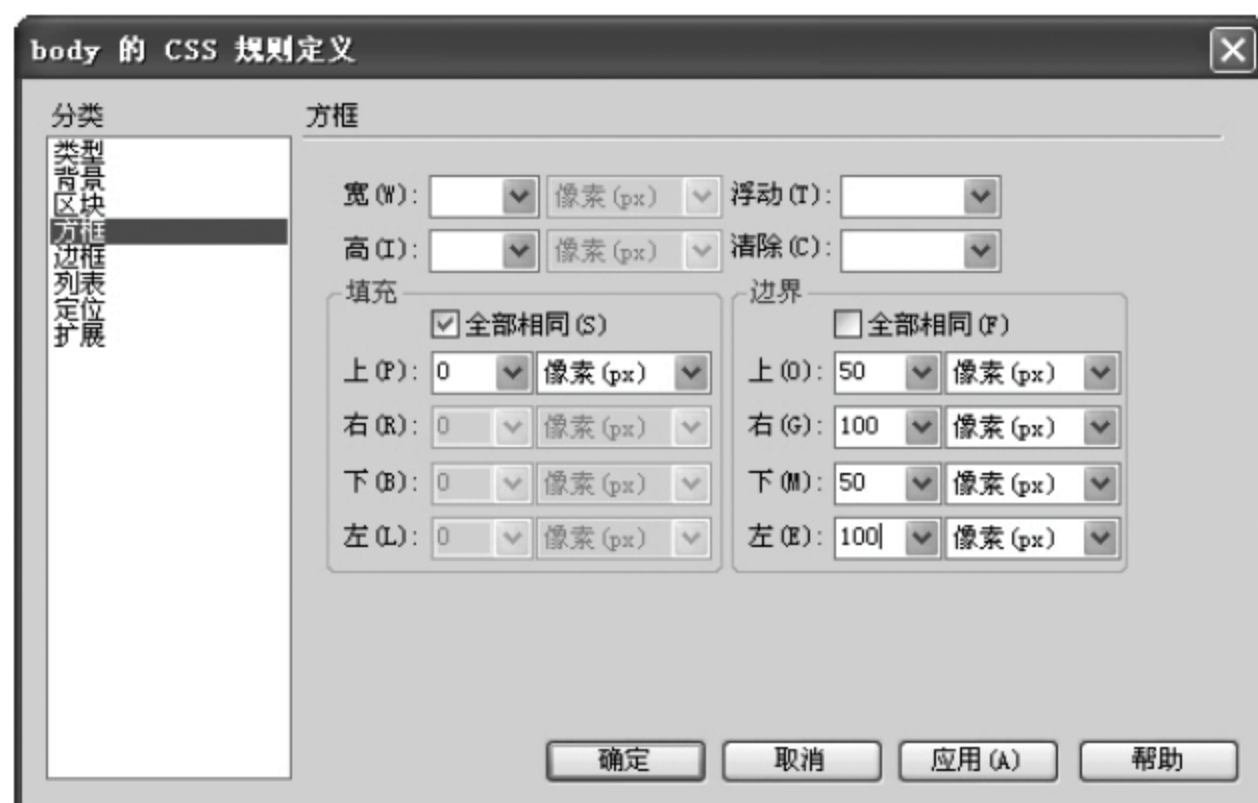 body 的 CSS 规则定义
分类
类型
背景
区块
方框
边框
列表
定位
扩展
方框
宽(W): 像素(px) 浮动(T):
高(I): 像素(px) 清除(C):
填充 边界
全部相同(S) 全部相同(F)
上(P): 0 像素(px) 上(O): 50 像素(px)
右(R): 0 像素(px) 右(G): 100 像素(px)
下(B): 0 像素(px) 下(M): 50 像素(px)
左(L): 0 像素(px) 左(E): 100 像素(px)
确定 取消 应用(A) 帮助